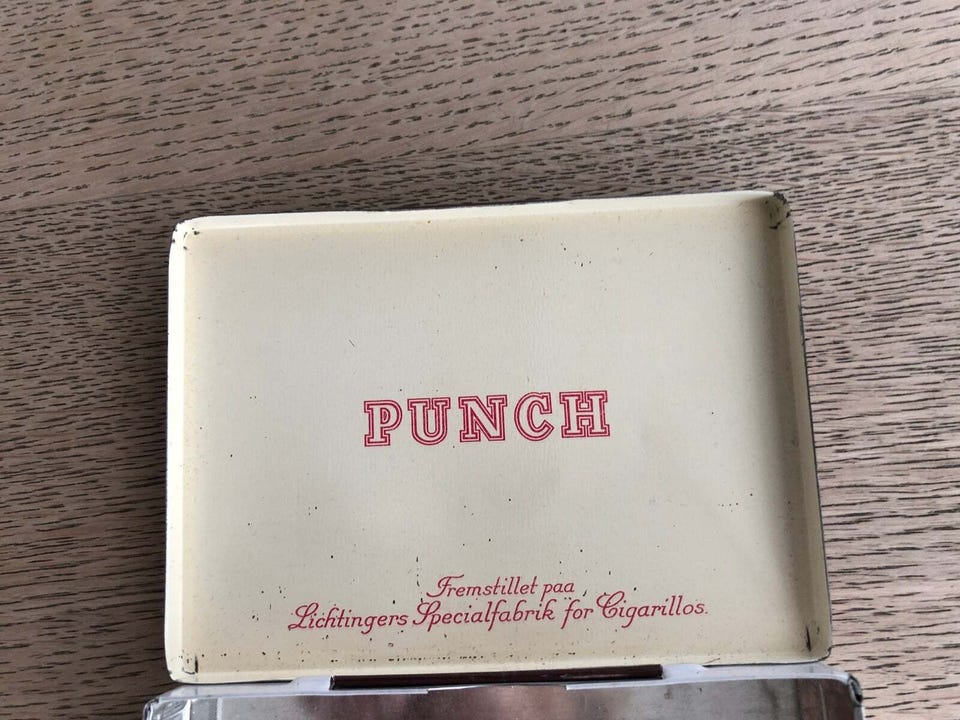 PUNCH
Fremstillet paa
Lichtingers Specialfabrik for Cigarillos.